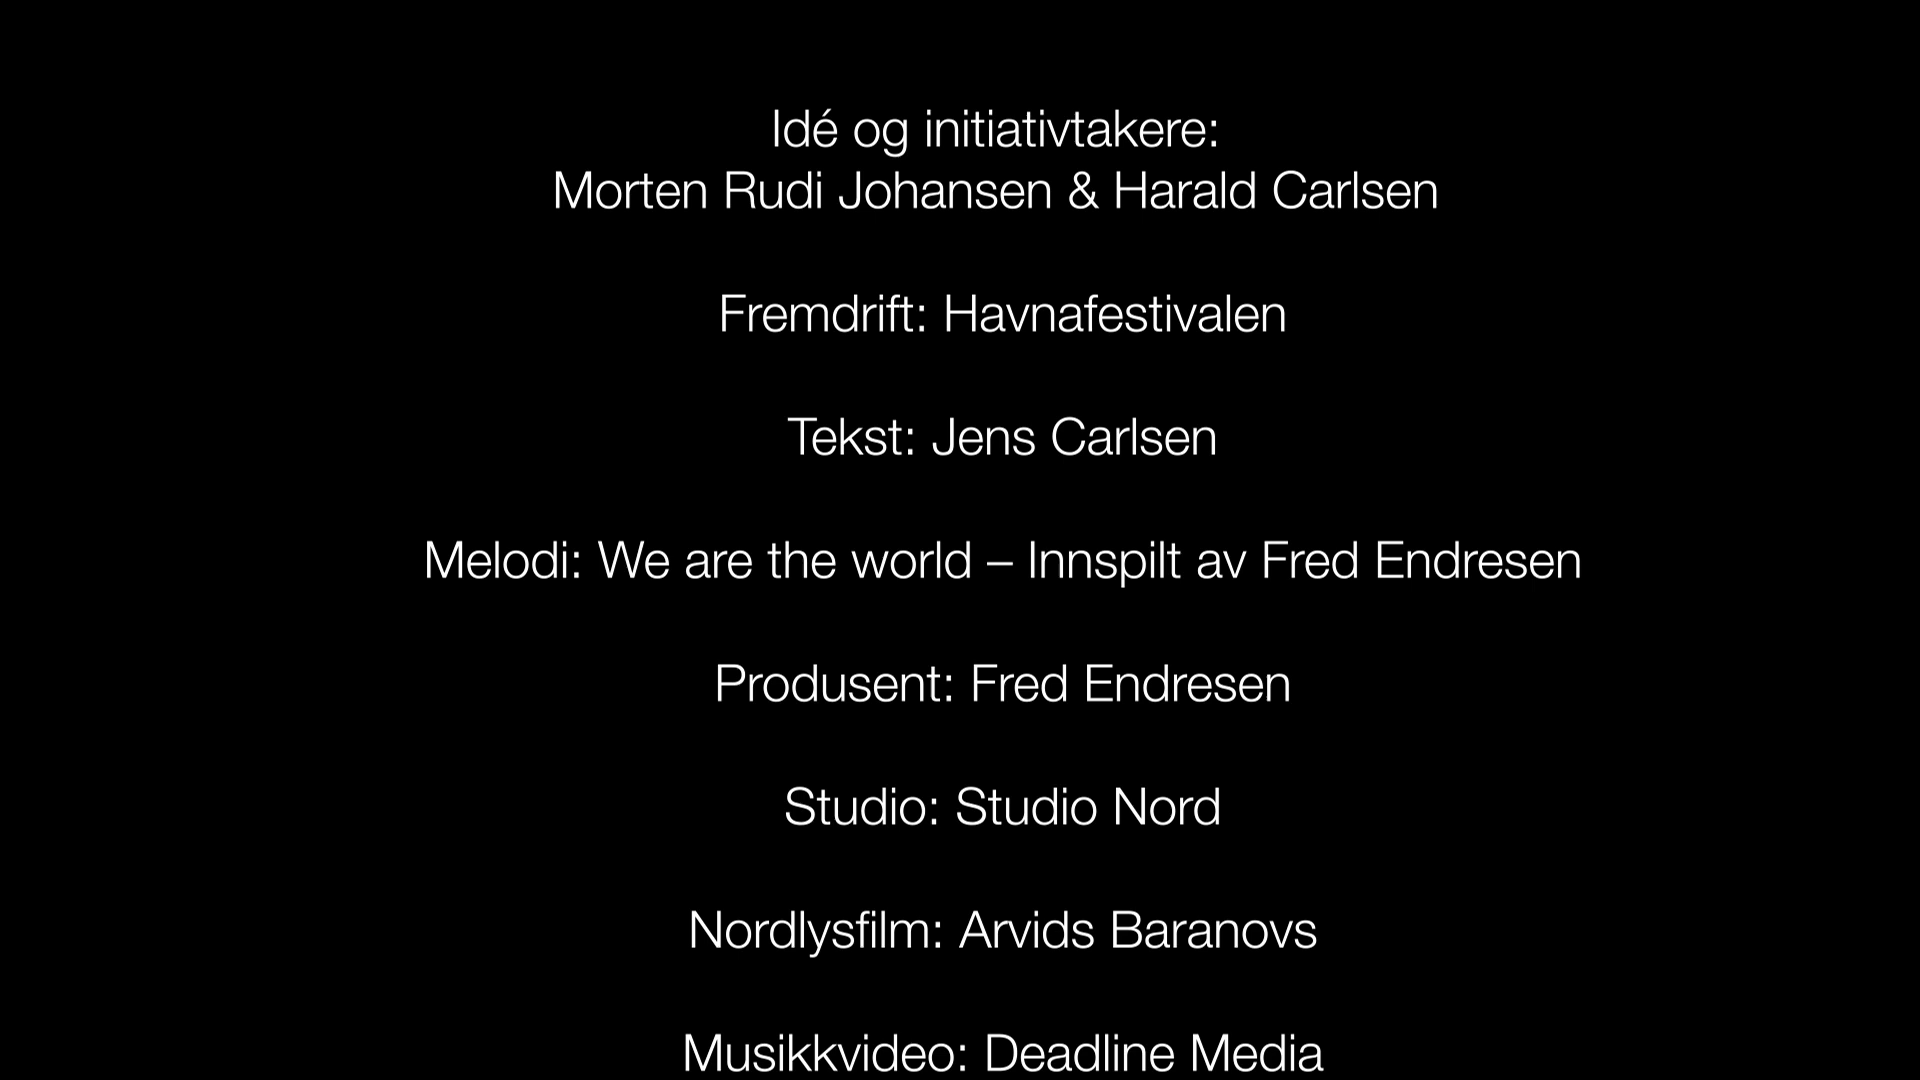 Idé og initiativtakere:
Morten Rudi Johansen & Harald Carlsen
Fremdrift: Havnafestivalen
Tekst: Jens Carlsen
Melodi: We are the world – Innspilt av Fred Endresen
Produsent: Fred Endresen
Studio: Studio Nord
Nordlysfilm: Arvids Baranovs
Musikkvideo: Deadline Media